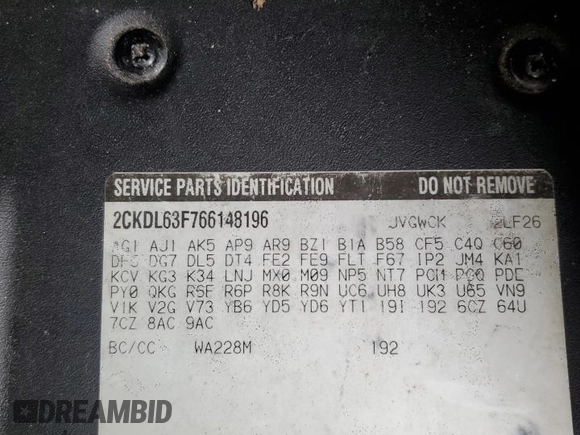 SERVICE PARTS IDENTIFICATION DO NOT REMOVE
2CKDL63F766148196 JVGWCK 2LF26
AG1 AJ1 AK5 AP9 AR9 BZ1 B1A B58 CF5 C4Q C60
DG7 DL5 DT4 FE2 FE9 FLT F67 IP2 JM4 KA1
KCV KG3 K34 LNJ MX0 M09 NP5 NT7 PCM PDE
PY0 QKG R5F R6P R8K R9N UC6 UH8 UK3 U65 VN9
V1K V2G V73 YB6 YD5 YD6 YT1 19I 192 6CZ 64U
7CZ 8AC 9AC
BC/CC WA228M 192
DREAMBID